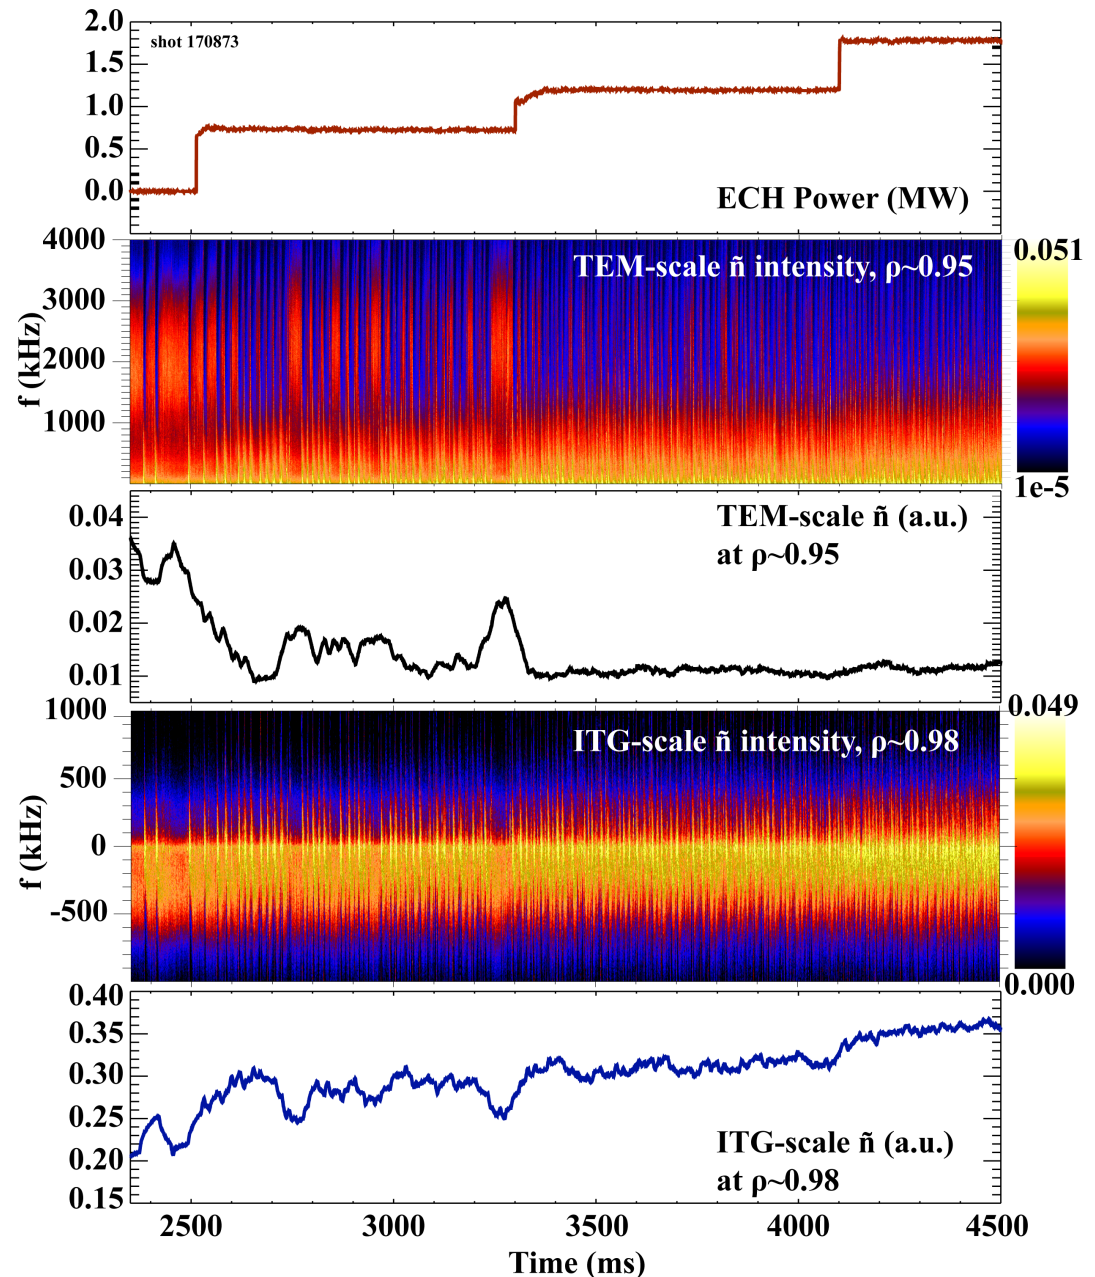 2.0
shot 170873
1.5
1.0
0.5
0.0
ECH Power (MW)
4000
TEM-scale ñ intensity, ρ~0.95
0.051
3000
f (kHz)
2000
1000
1e-5
0.04
TEM-scale ñ (a.u.)
at ρ~0.95
0.03
0.02
0.01
1000
0.049
ITG-scale ñ intensity, ρ~0.98
500
f (kHz)
0
-500
0.000
0.40
0.35
0.30
0.25
ITG-scale ñ (a.u.)
at ρ~0.98
0.20
0.15
2500 3000 3500 4000 4500
Time (ms)